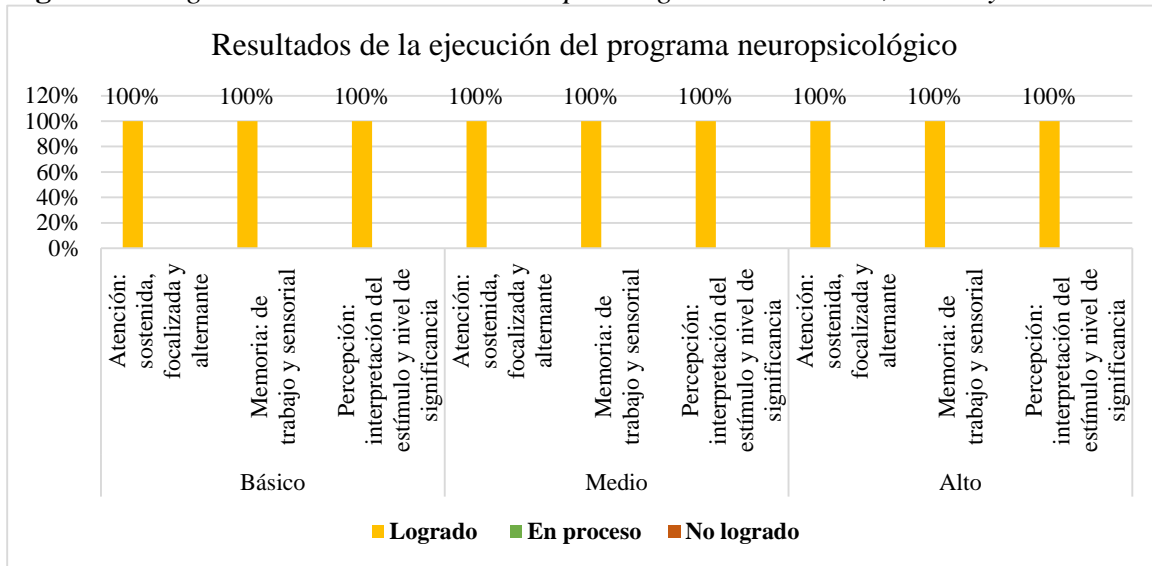 Resultados de la ejecución del programa neuropsicológico
120%
100%
80%
60%
40%
20%
0%
100%
100%
100%
100%
100%
100%
100%
100%
100%
Atención:
sostenida,
focalizada y
alternante
Memoria: de
trabajo y sensorial
Percepción:
interpretación del
estímulo y nivel de
significancia
Atención:
sostenida,
focalizada y
alternante
Memoria: de
trabajo y sensorial
Percepción:
interpretación del
estímulo y nivel de
significancia
Atención:
sostenida,
focalizada y
alternante
Memoria: de
trabajo y sensorial
Percepción:
interpretación del
estímulo y nivel de
significancia
Básico
Medio
Alto
Logrado
En proceso
No logrado